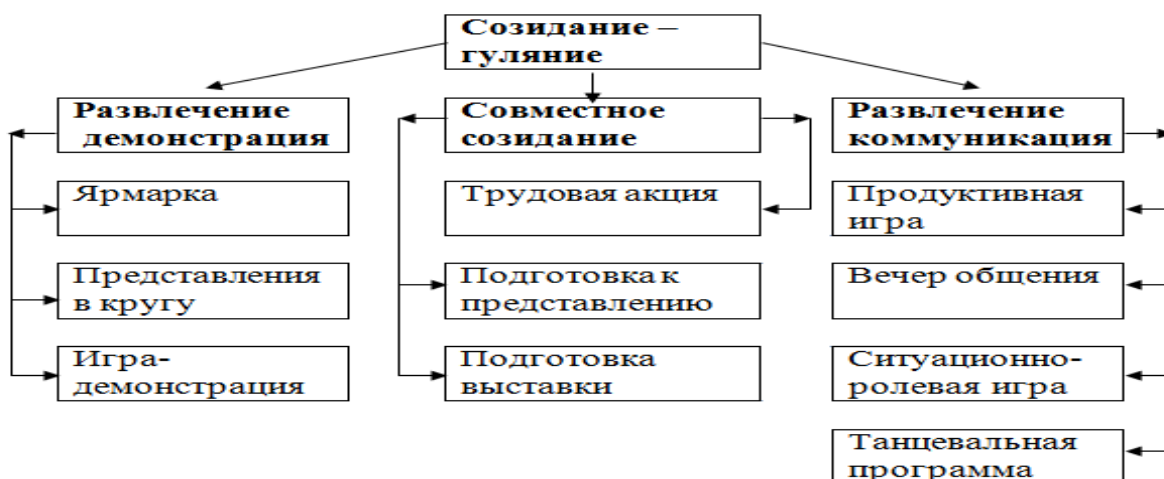 Созидание –
гуляние
Развлечение
демонстрация
Совместное
созидание
Развлечение
коммуникация
Ярмарка
Трудовая акция
Продуктивная
игра
Представления
в кругу
Подготовка к
представлению
Вечер общения
Игра-
демонстрация
Подготовка
выставки
Ситуационно-
ролевая игра
Танцевальная
программа